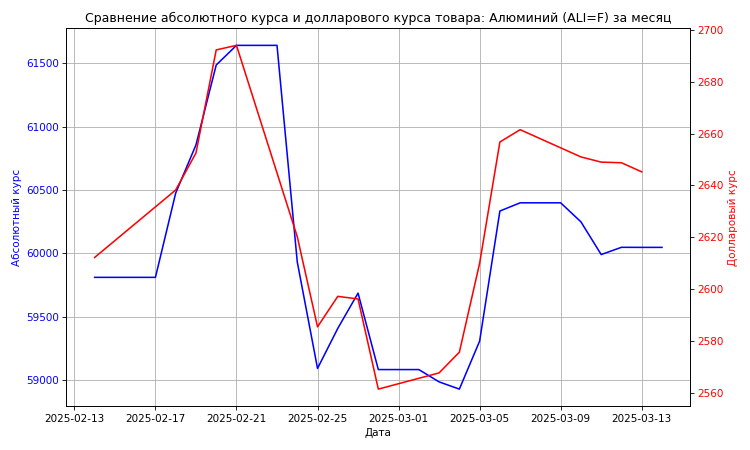 Сравнение абсолютного курса и долларового курса товара: Алюминий (ALI=F) за месяц
Абсолютный курс
61500
61000
60500
60000
59500
59000
2700
2680
2660
2640
2620
2600
2580
2560
Долларовый курс
2025-02-13 2025-02-17 2025-02-21 2025-02-25 2025-03-01 2025-03-05 2025-03-09 2025-03-13
Дата